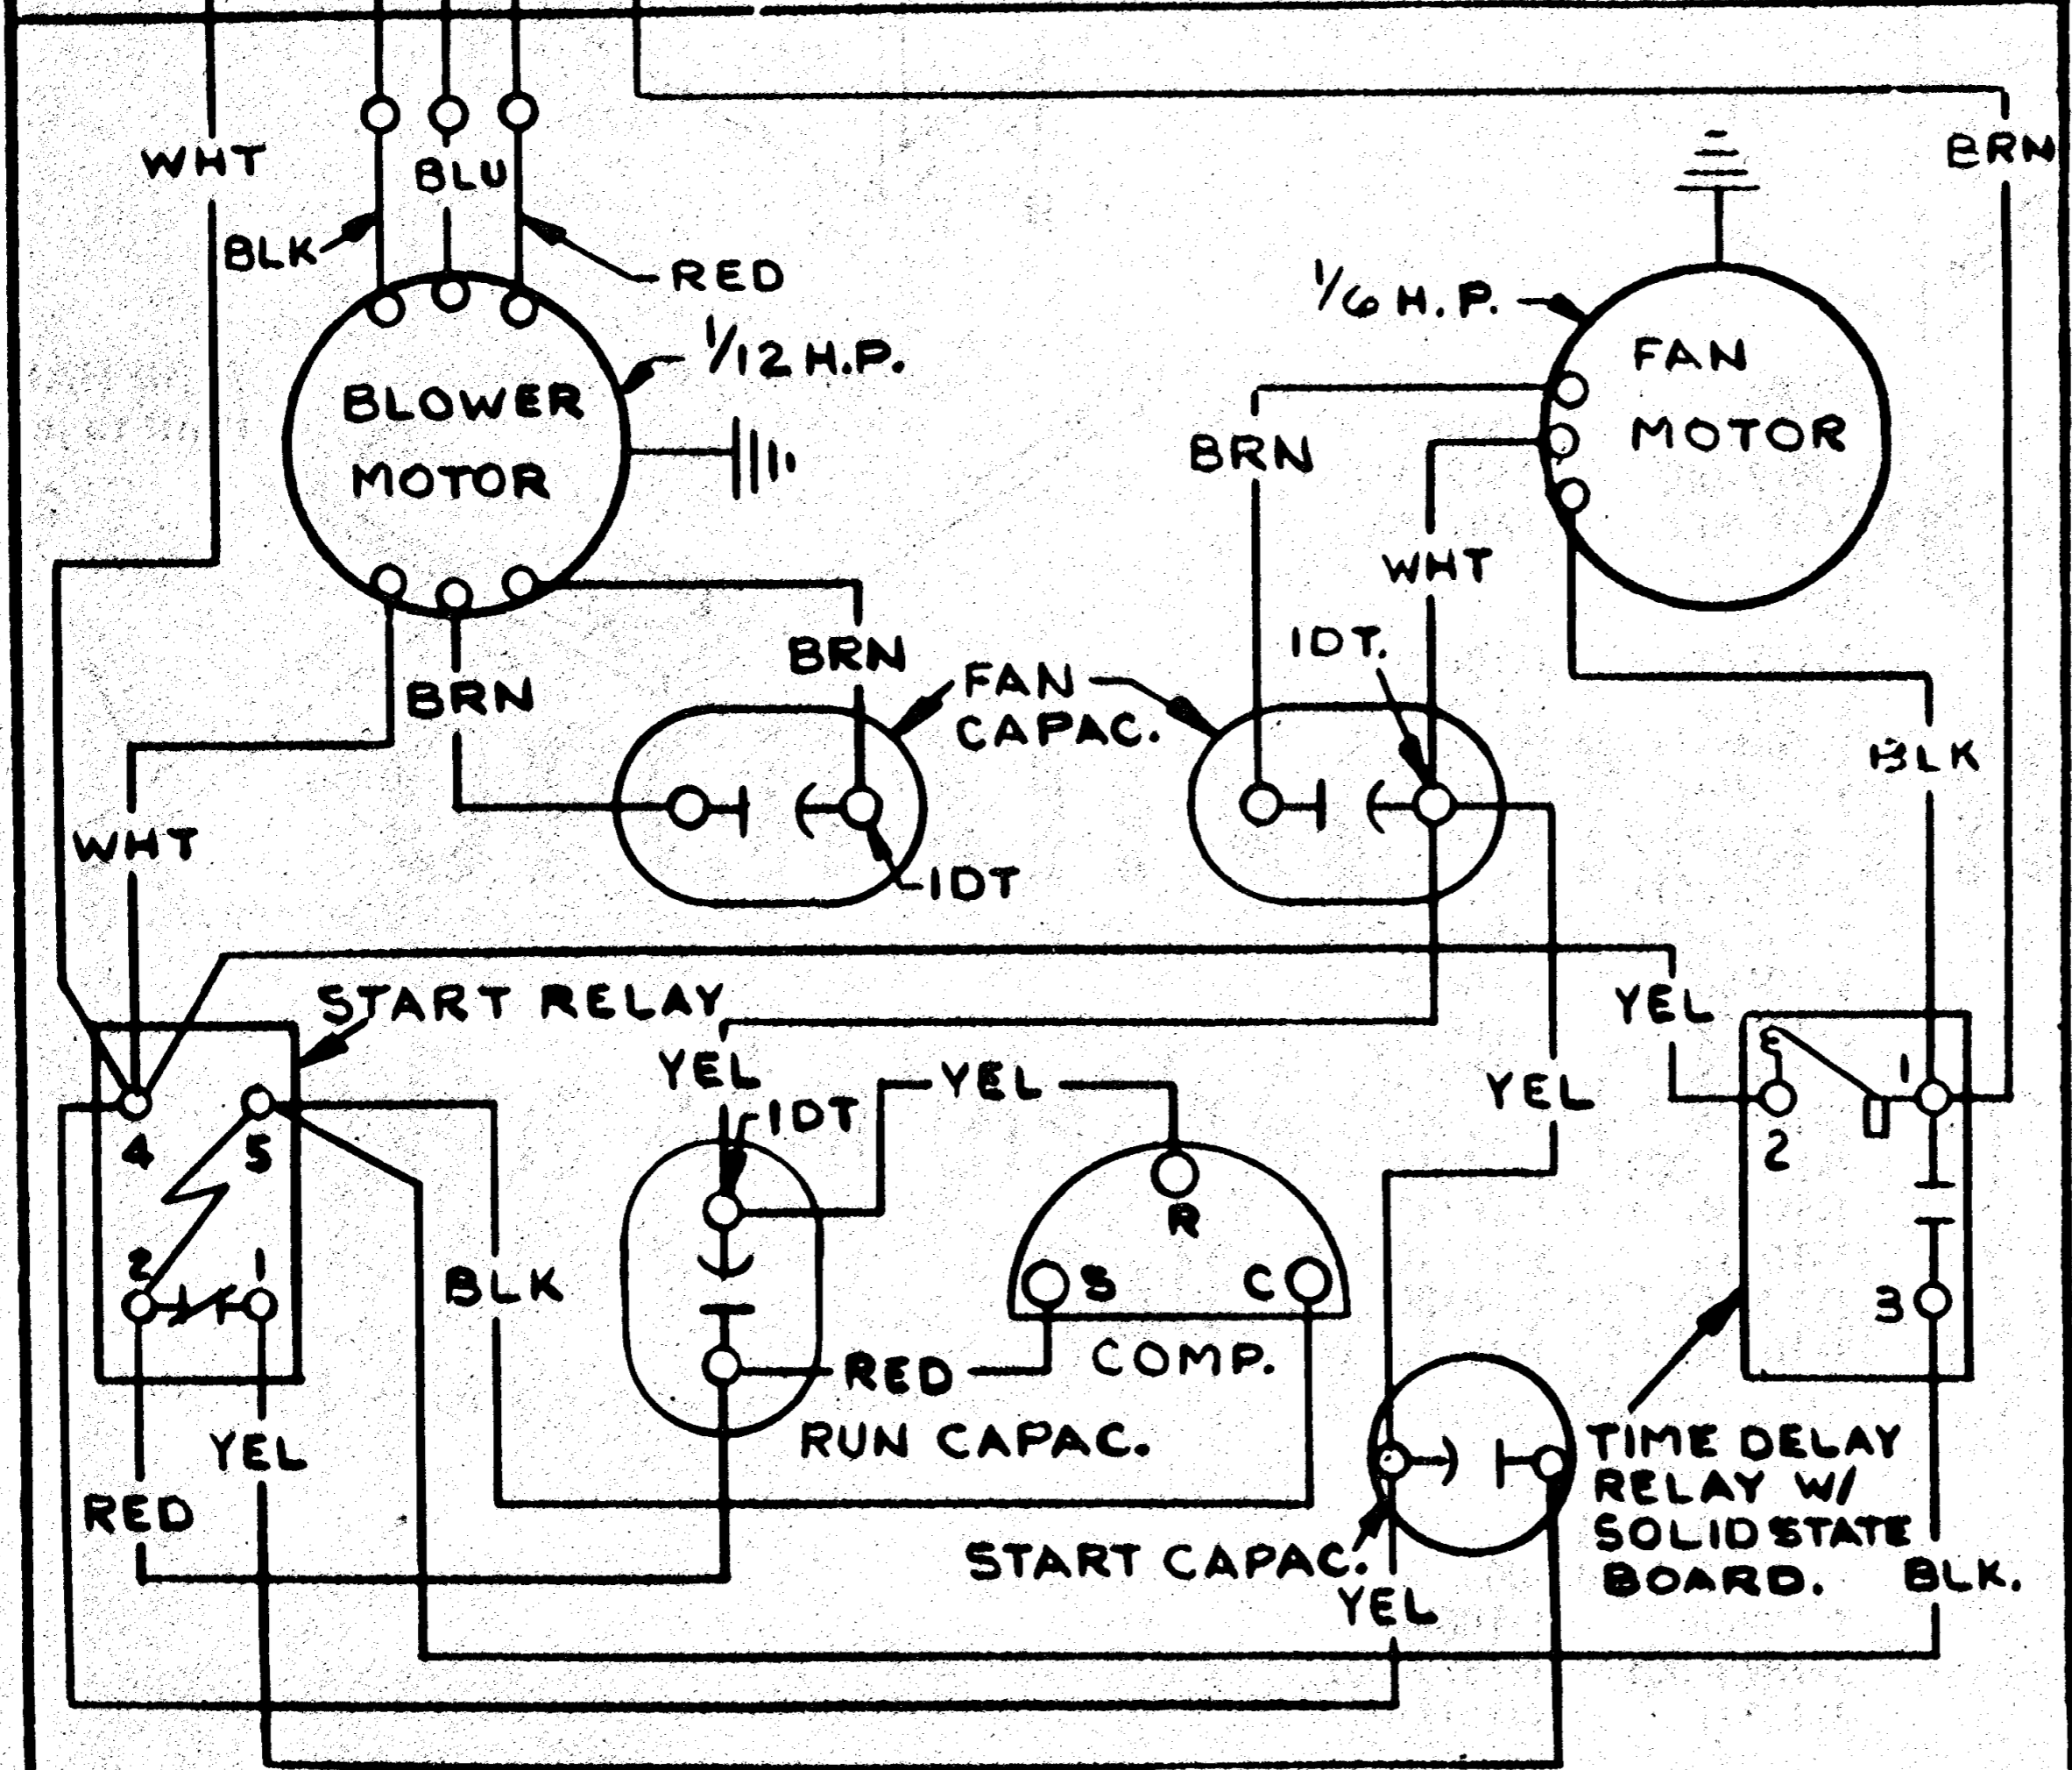 WHT
BLU
BRN
BLK
RED
1/6 H.P.
1/12 H.P.
FAN
MOTOR
BLOWER
MOTOR
BRN
WHT
BRN
IDT.
BRN
FAN
CAPAC.
BLK
WHT
IDT
START RELAY
YEL
YEL
YEL
YEL
IDT
1
4
5
2
R
2
1
S
C
3
BLK
COMP.
RED
RUN CAPAC.
YEL
RED
TIME DELAY
RELAY W/
SOLID STATE
BOARD.
START CAPAC.
BLK.
YEL